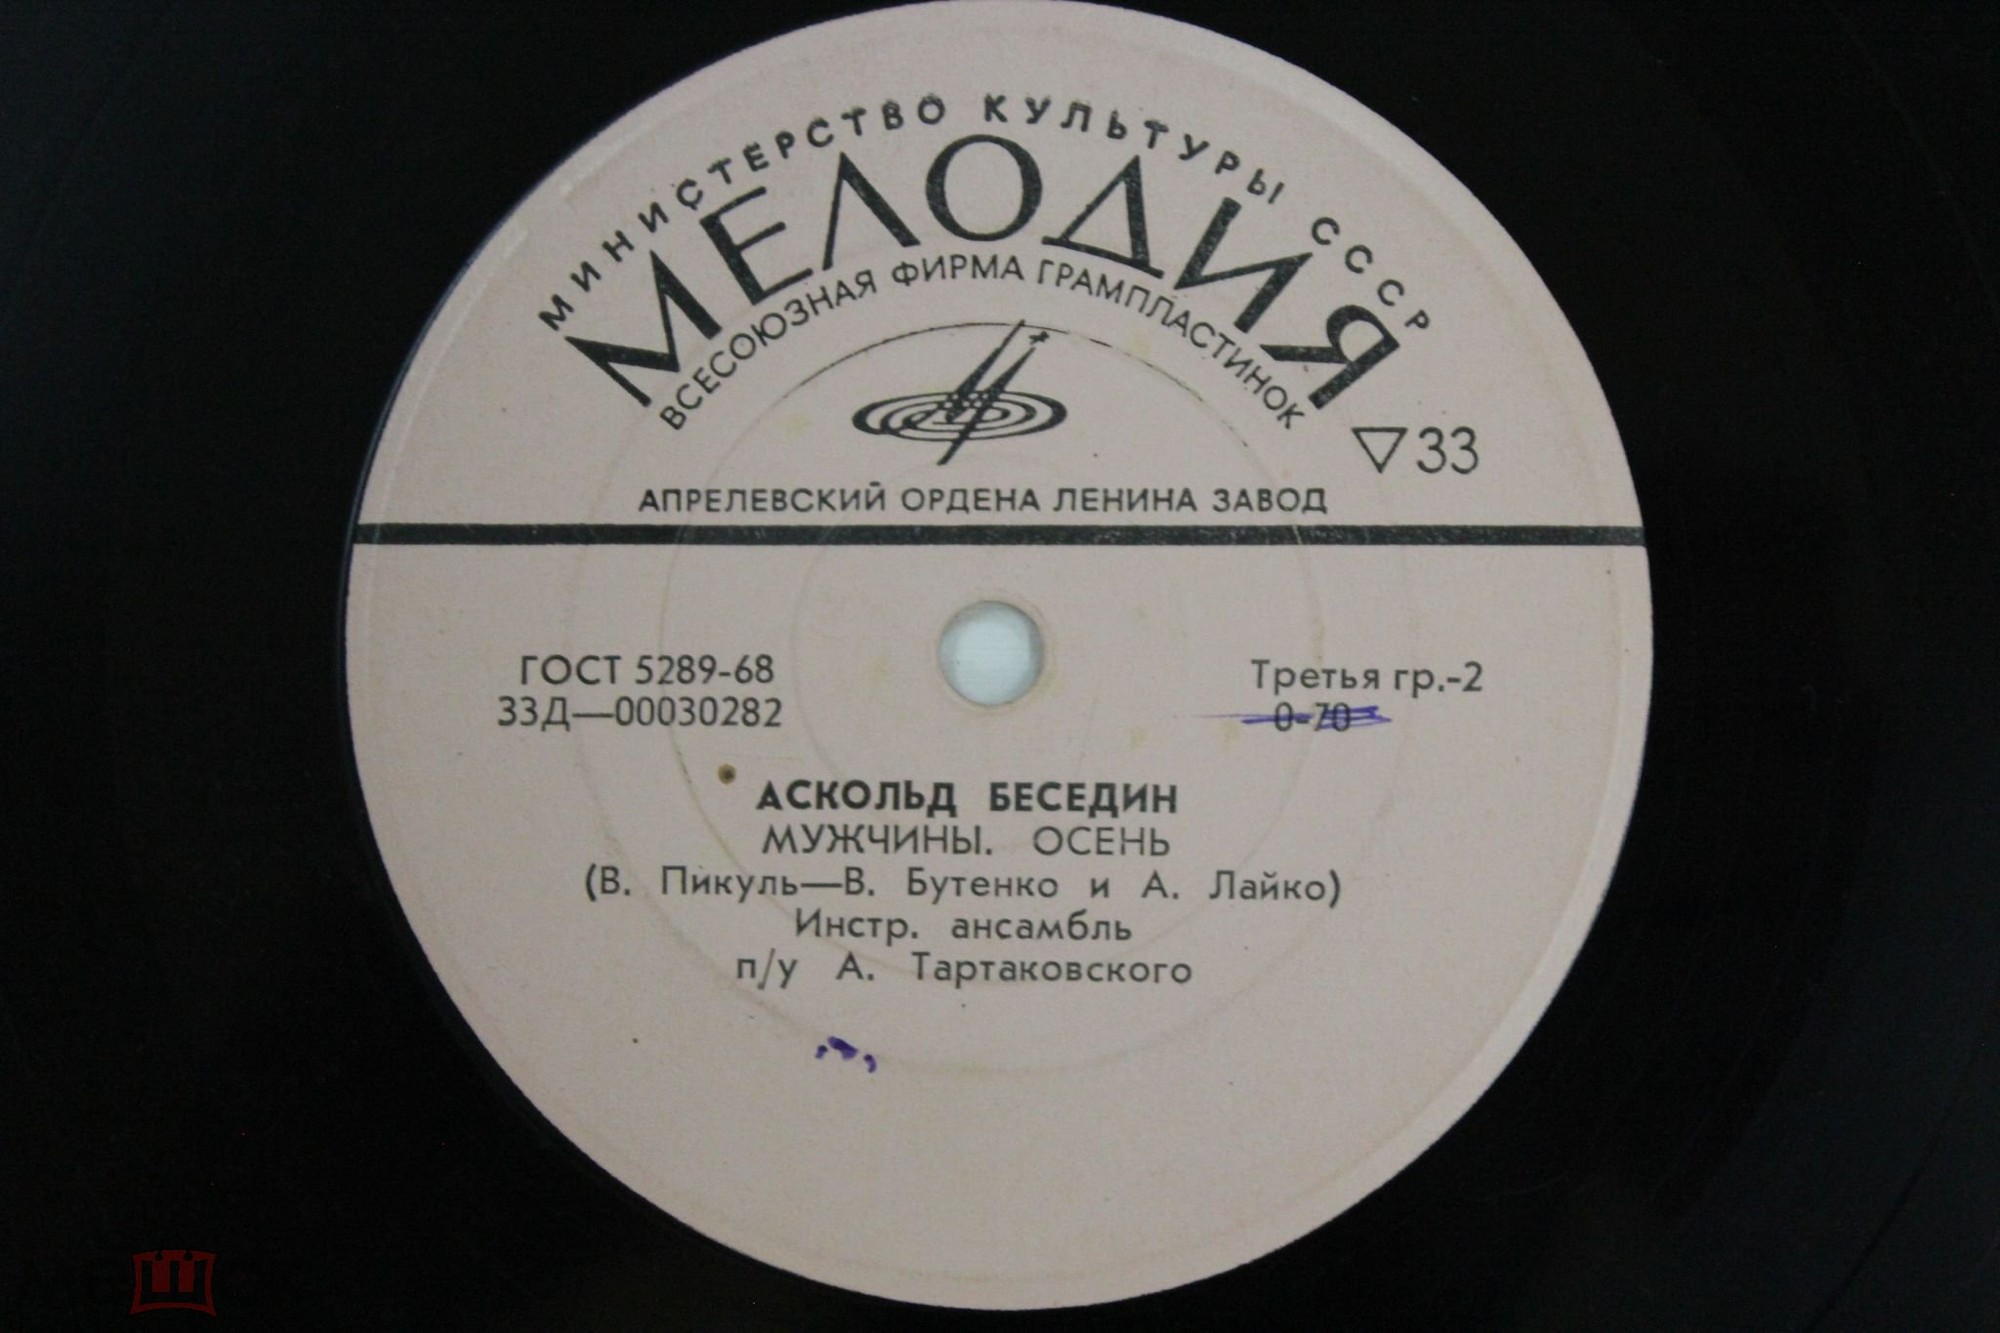 МИНИСТЕРСТВО КУЛЬТУРЫ СССР
МЕЛОДИЯ
ВСЕСОЮЗНАЯ ФИРМА ГРАМПЛАСТИНОК
▽33
АПРЕЛЕВСКИЙ ОРДЕНА ЛЕНИНА ЗАВОД
ГОСТ 5289-68
33Д—00030282
Третья гр.-2
0-70
АСКОЛЬД БЕСЕДИН
МУЖЧИНЫ. ОСЕНЬ
(В. Пикуль—В. Бутенко и А. Лайко)
Инстр. ансамбль
п/у А. Тартаковского